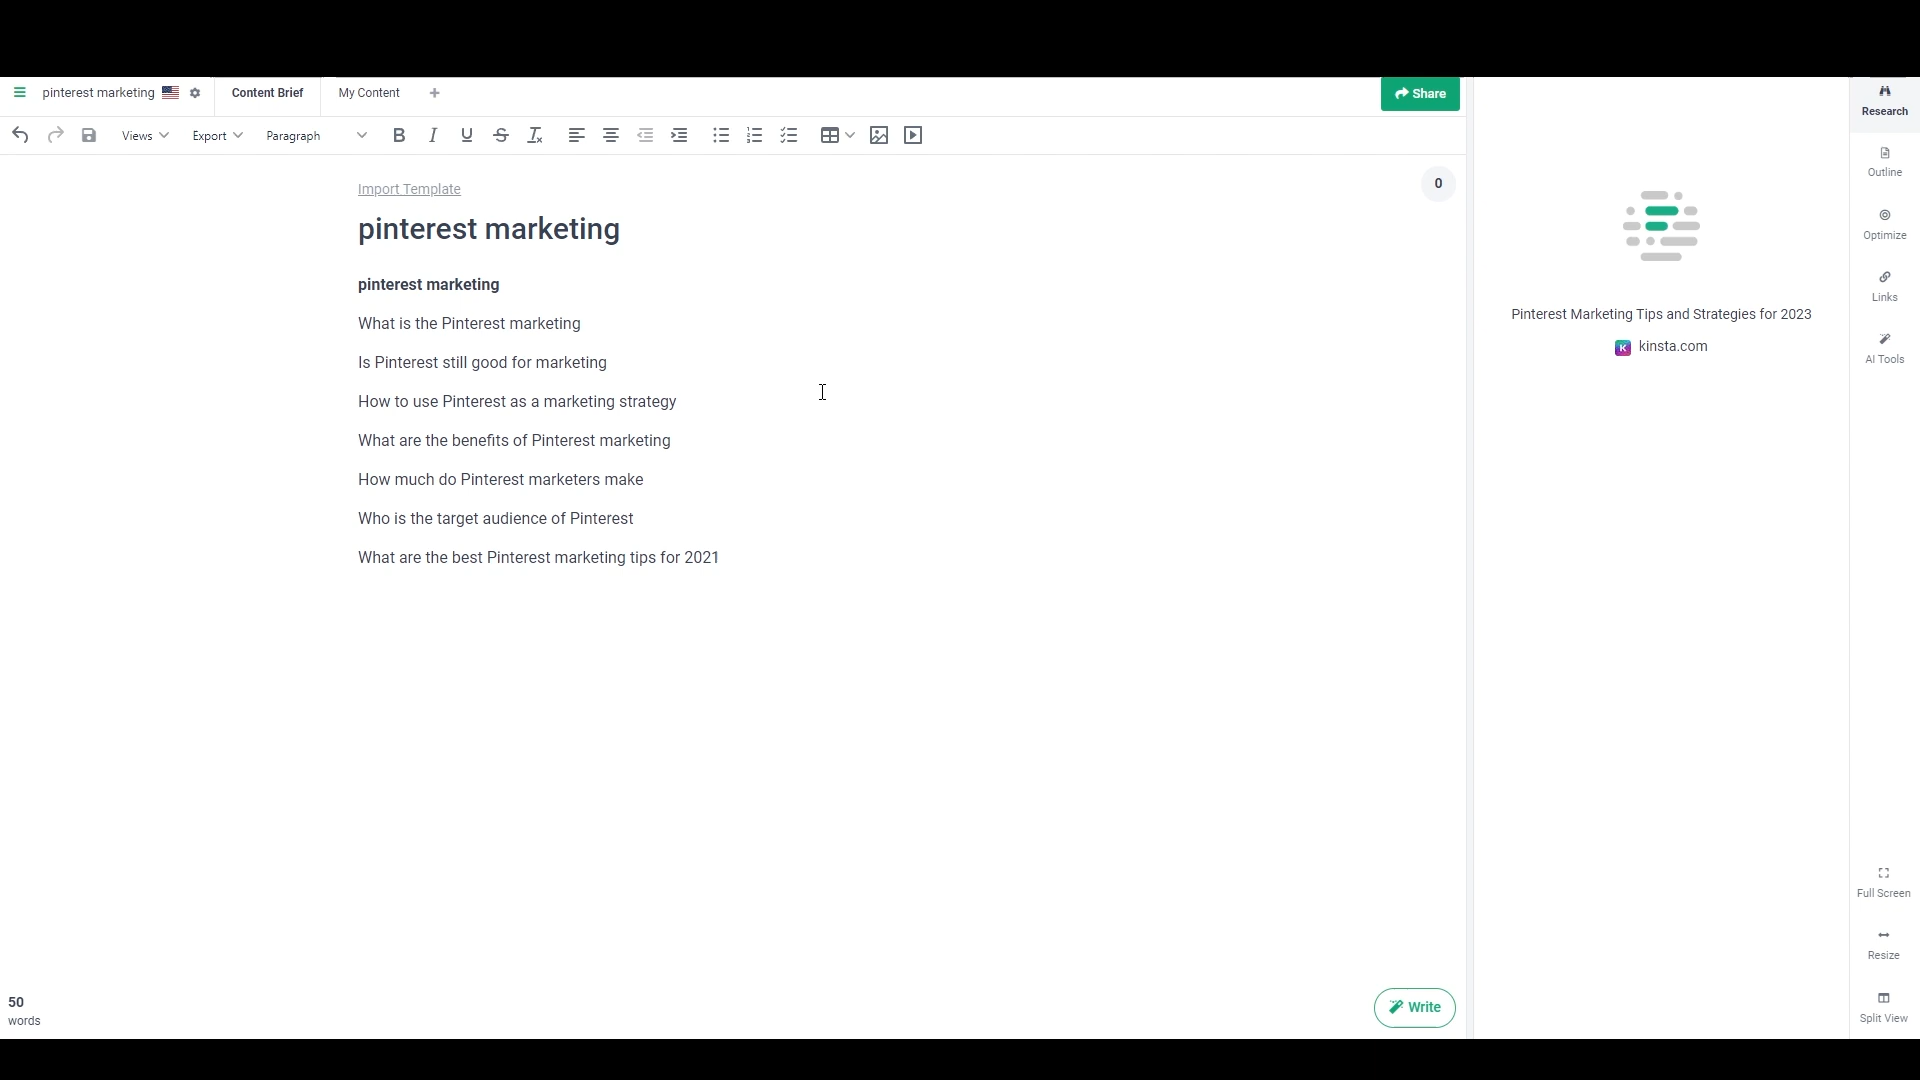 pinterest marketing
Content Brief
My Content
Share
Research
Views
Export
Paragraph
B
I
U
S
Import Template
0
pinterest marketing
pinterest marketing
What is the Pinterest marketing
Is Pinterest still good for marketing
How to use Pinterest as a marketing strategy
What are the benefits of Pinterest marketing
How much do Pinterest marketers make
Who is the target audience of Pinterest
What are the best Pinterest marketing tips for 2021
50
words
Write
Pinterest Marketing Tips and Strategies for 2023
K kinsta.com
Outline
Optimize
Links
AI Tools
Full Screen
Resize
Split View